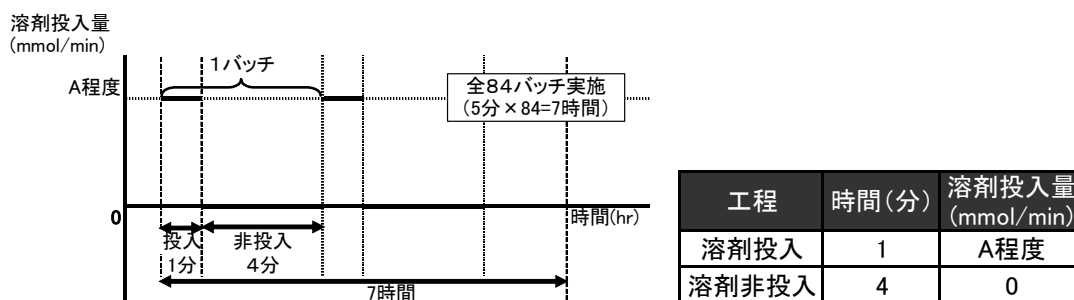 溶剤投入量
(mmol/min)
1バッチ
A程度
全84バッチ実施
(5分×84=7時間)
0
時間(hr)
投入
1分
非投入
4分
7時間
工程 時間(分) 溶剤投入量
(mmol/min)
溶剤投入 1 A程度
溶剤非投入 4 0